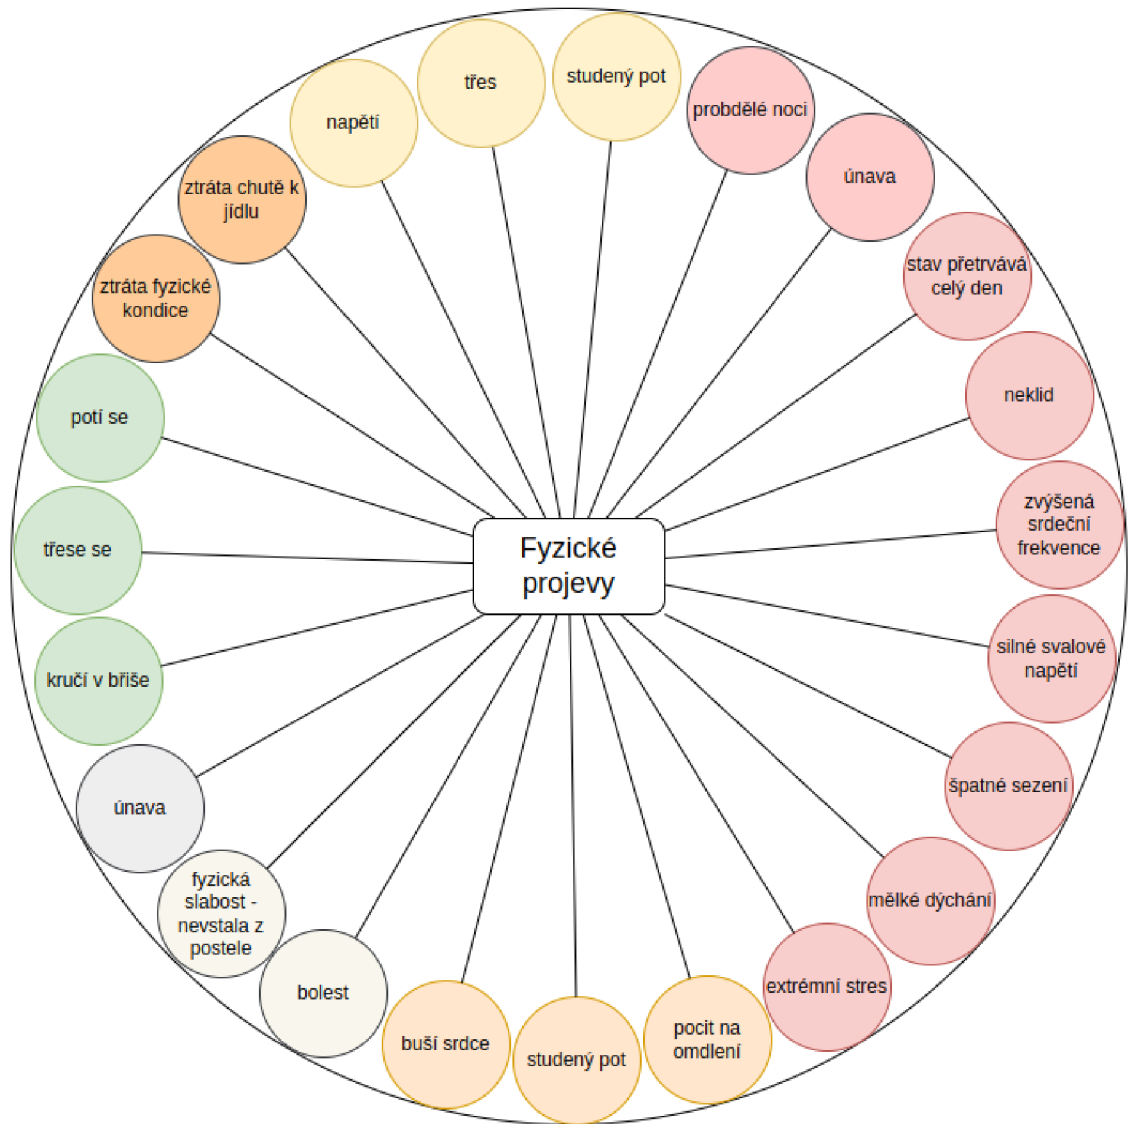 studený pot
třes
probdělé noci
napětí
únava
ztráta chutě k
jídlu
stav přetrvává
celý den
ztráta fyzické
kondice
neklid
potí se
zvýšená
srdeční
frekvence
třese se
Fyzické
projevy
silné svalové
napětí
kručí v břiše
špatné sezení
únava
fyzická
slabost -
nevstala z
postele
mělké dýchání
bolest
extrémní stres
buší srdce
studený pot
pocit na
omdlení